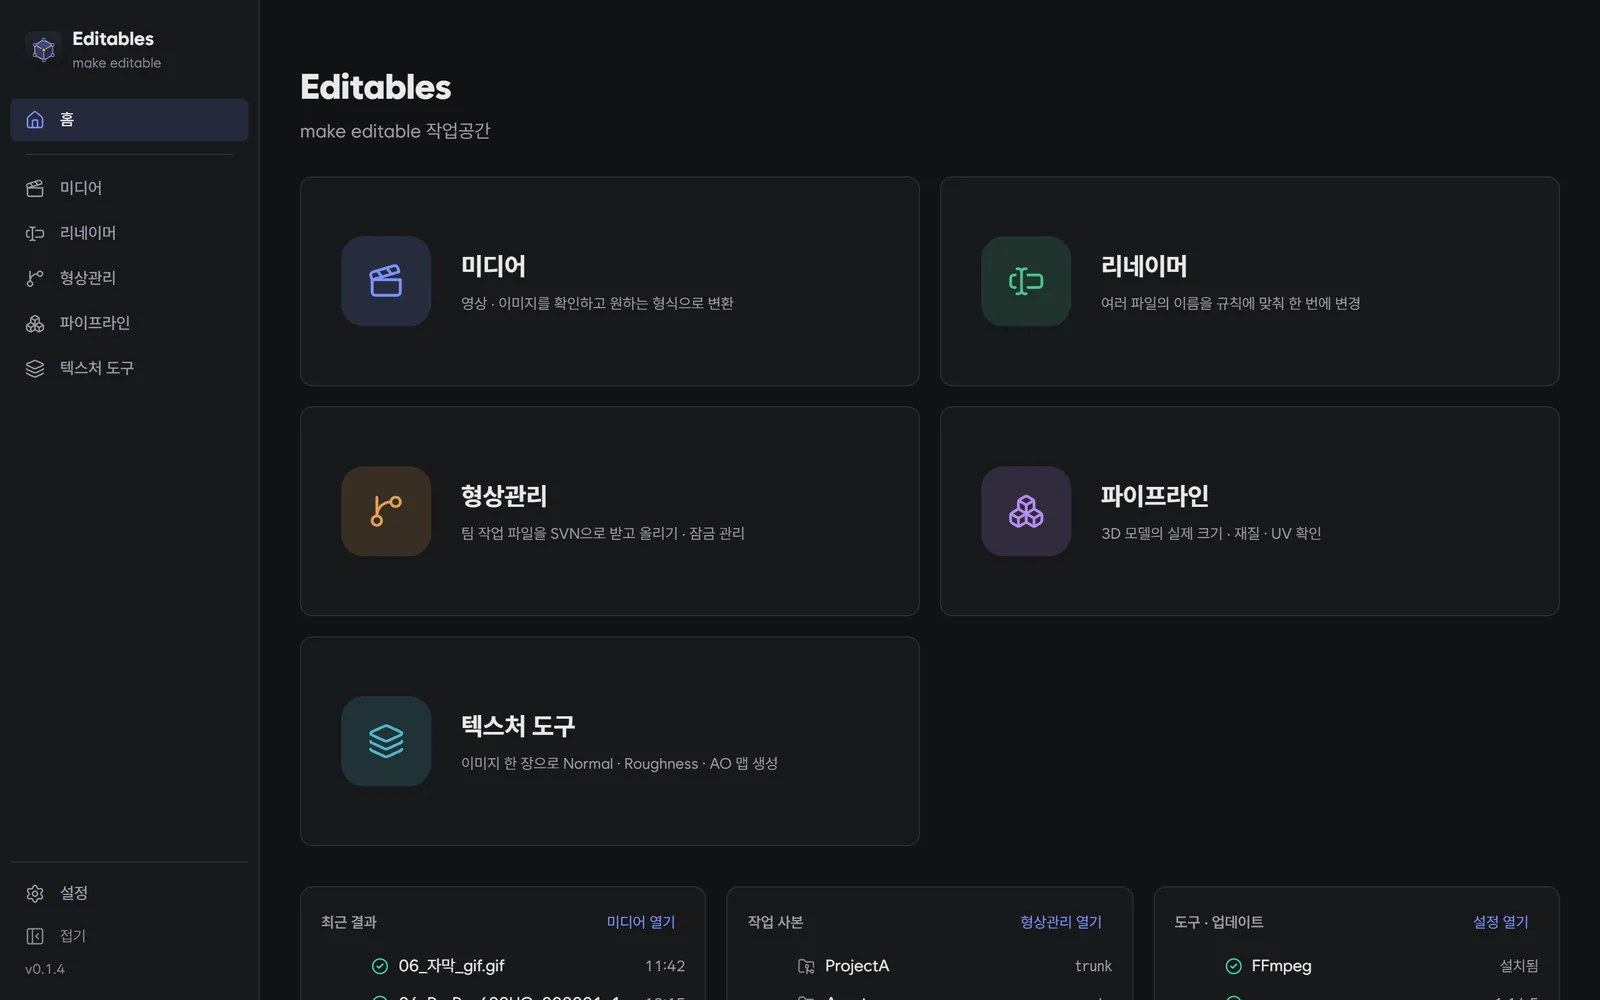 Editables
make editable
홈
미디어
리네이머
형상관리
파이프라인
텍스처 도구
설정
접기
v0.1.4
Editables
make editable 작업공간
미디어
영상 · 이미지를 확인하고 원하는 형식으로 변환
리네이머
여러 파일의 이름을 규칙에 맞춰 한 번에 변경
형상관리
팀 작업 파일을 SVN으로 받고 올리기 · 잠금 관리
파이프라인
3D 모델의 실제 크기 · 재질 · UV 확인
텍스처 도구
이미지 한 장으로 Normal · Roughness · AO 맵 생성
최근 결과 미디어 열기
06_자막_gif.gif 11:42
작업 사본 형상관리 열기
ProjectA trunk
도구 · 업데이트 설정 열기
FFmpeg 설치됨